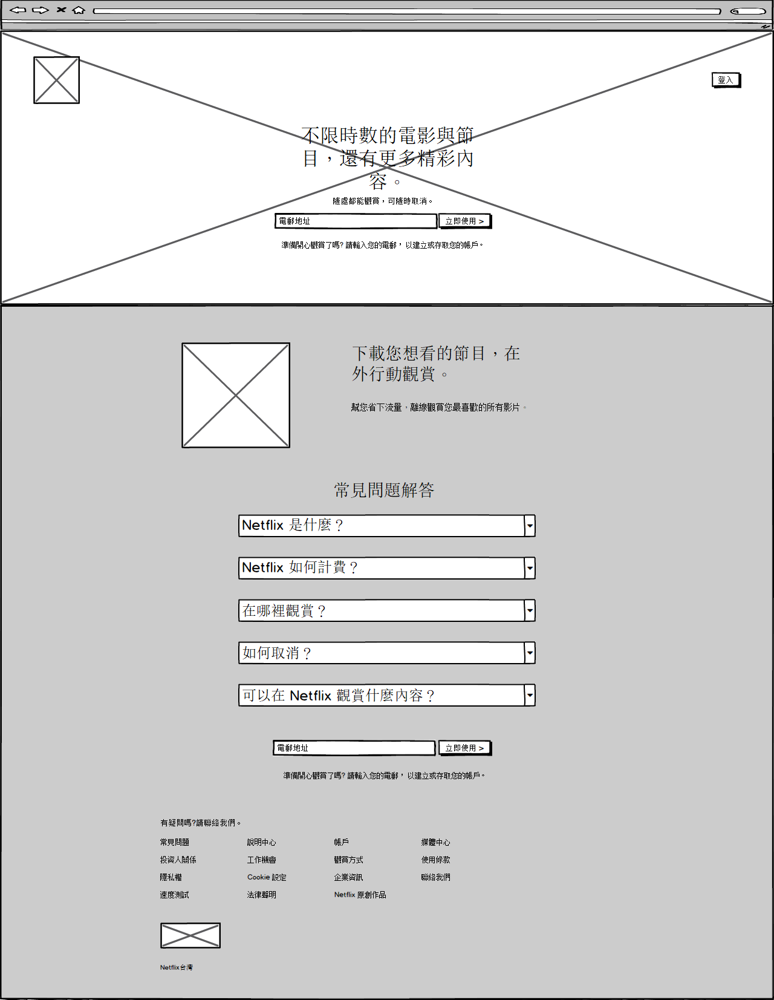 登入
不限時數的電影與節
目，還有更多精彩內
容。
隨處都能觀賞，可隨時取消。
電郵地址
立即使用 >
準備開心觀賞了嗎? 請輸入您的電郵， 以建立或存取您的帳戶。
下載您想看的節目，在
外行動觀賞。
幫您省下流量，離線觀賞您最喜歡的所有影片。
常見問題解答
Netflix 是什麼？
Netflix 如何計費？
在哪裡觀賞？
如何取消？
可以在 Netflix 觀賞什麼內容？
電郵地址
立即使用 >
準備開心觀賞了嗎? 請輸入您的電郵， 以建立或存取您的帳戶。
有疑問嗎?請聯絡我們。
常見問題 說明中心 帳戶 媒體中心
投資人關係 工作機會 觀賞方式 使用條款
隱私權 Cookie 設定 企業資訊 聯絡我們
速度測試 法律聲明 Netflix 原創作品
Netflix台灣